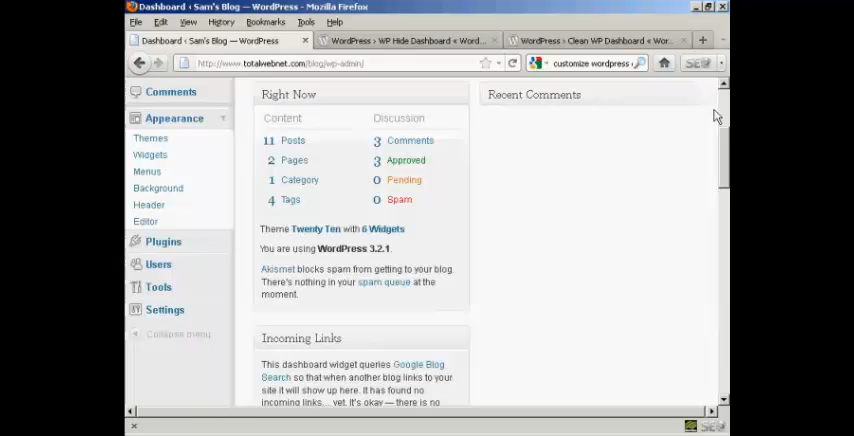 Dashboard ‹ Sam's Blog — WordPress - Mozilla Firefox
File Edit View History Bookmarks Tools Help
Dashboard ‹ Sam's Blog — WordPress × WordPress › WP Hide Dashboard « Word... × WordPress › Clean WP Dashboard « Wor... × +
http://www.totalwebnet.com/blog/wp-admin/ customize wordpress
Comments
Appearance
Themes
Widgets
Menus
Background
Header
Editor
Plugins
Users
Tools
Settings
Collapse menu
Right Now
Content Discussion
11 Posts 3 Comments
2 Pages 3 Approved
1 Category 0 Pending
4 Tags 0 Spam
Theme Twenty Ten with 6 Widgets
You are using WordPress 3.2.1.
Akismet blocks spam from getting to your blog.
There's nothing in your spam queue at the
moment.
Incoming Links
This dashboard widget queries Google Blog
Search so that when another blog links to your
site it will show up here. It has found no
incoming links... yet. It's okay — there is no
Recent Comments